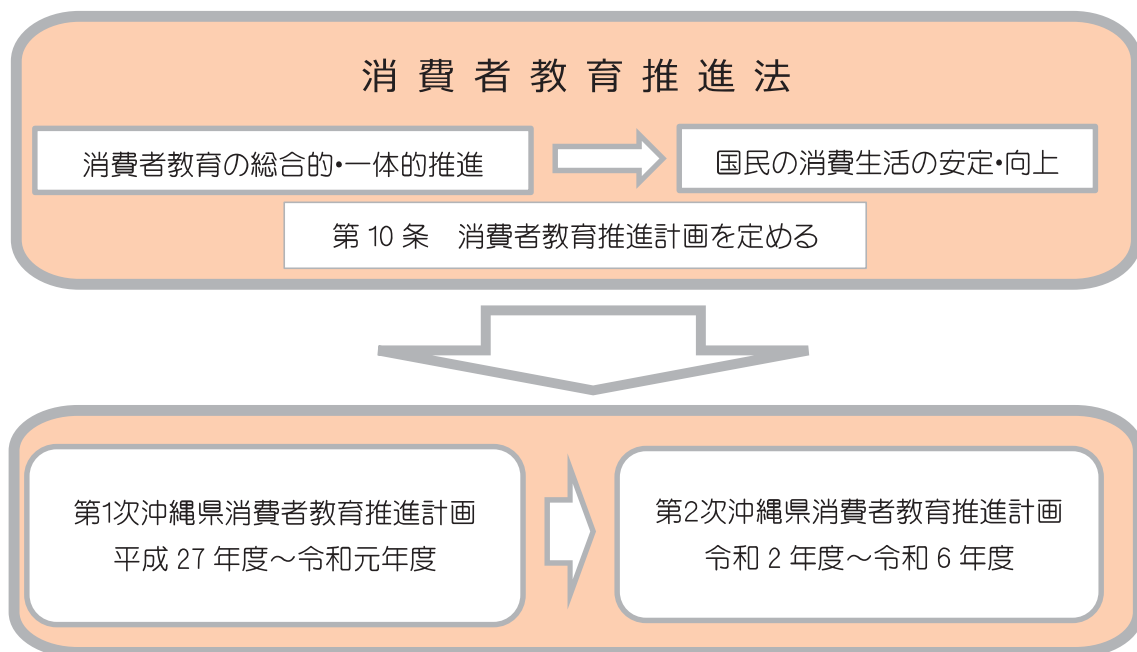 消費者教育推進法
消費者教育の総合的・一体的推進
国民の消費生活の安定・向上
第10条　消費者教育推進計画を定める
第1次沖縄県消費者教育推進計画
平成27年度～令和元年度
第2次沖縄県消費者教育推進計画
令和2年度～令和6年度